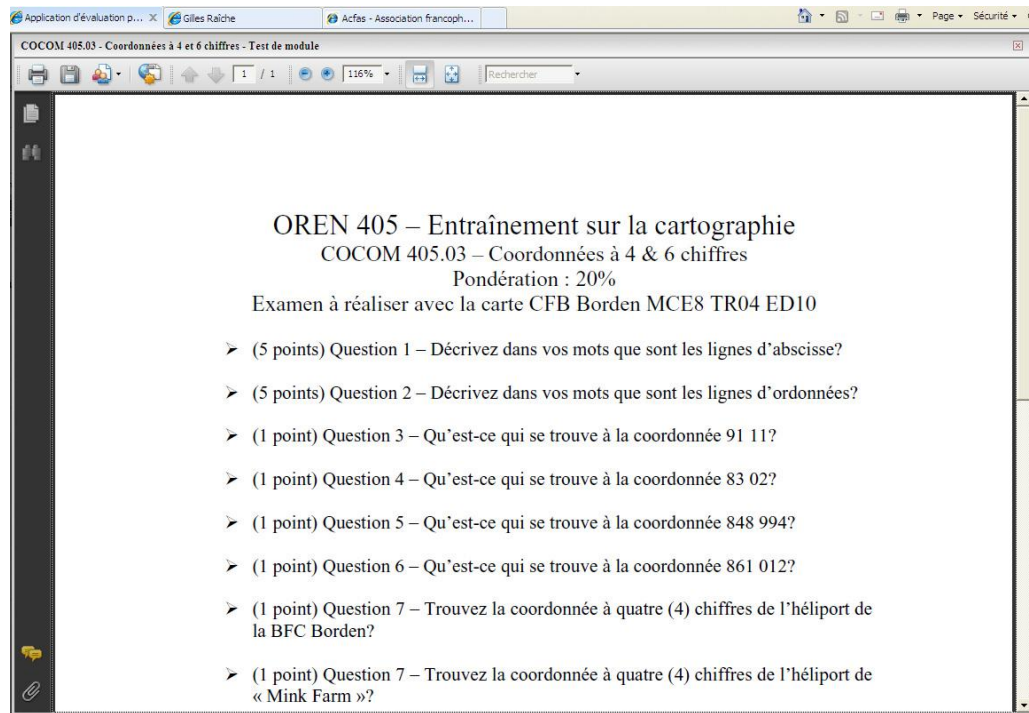 Application d'évaluation p... X Gilles Raîche Acfas - Association francoph... Page Sécurité
COCOM 405.03 - Coordonnées à 4 et 6 chiffres - Test de module
1 / 1 116% Rechercher
OREN 405 – Entraînement sur la cartographie
COCOM 405.03 – Coordonnées à 4 & 6 chiffres
Pondération : 20%
Examen à réaliser avec la carte CFB Borden MCE8 TR04 ED10
➢ (5 points) Question 1 – Décrivez dans vos mots que sont les lignes d'abscisse?
➢ (5 points) Question 2 – Décrivez dans vos mots que sont les lignes d'ordonnées?
➢ (1 point) Question 3 – Qu'est-ce qui se trouve à la coordonnée 91 11?
➢ (1 point) Question 4 – Qu'est-ce qui se trouve à la coordonnée 83 02?
➢ (1 point) Question 5 – Qu'est-ce qui se trouve à la coordonnée 848 994?
➢ (1 point) Question 6 – Qu'est-ce qui se trouve à la coordonnée 861 012?
➢ (1 point) Question 7 – Trouvez la coordonnée à quatre (4) chiffres de l'héliport de
la BFC Borden?
➢ (1 point) Question 7 – Trouvez la coordonnée à quatre (4) chiffres de l'héliport de
« Mink Farm »?